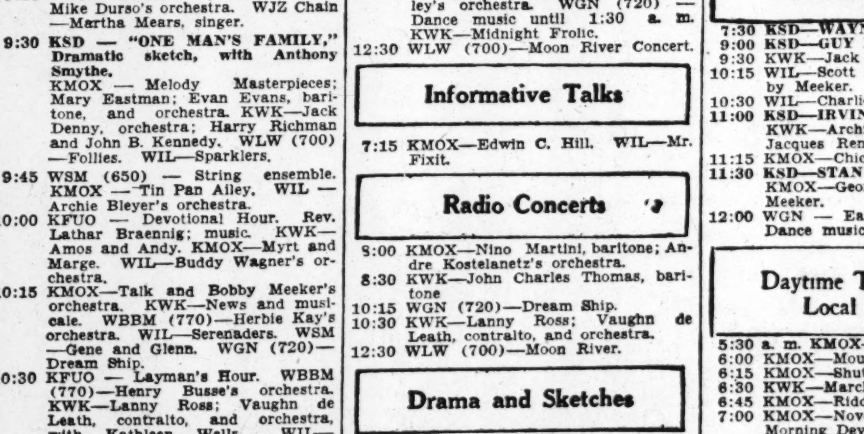 Mike Durso's orchestra. WJZ Chain
—Martha Mears, singer.
9:30 KSD — "ONE MAN'S FAMILY,"
Dramatic sketch, with Anthony
Smythe.
KMOX — Melody Masterpieces;
Mary Eastman; Evan Evans, bari-
tone, and orchestra. KWK—Jack
Denny, orchestra; Harry Richman
and John B. Kennedy. WLW (700)
—Follies. WIL—Sparklers.
9:45 WSM (650) — String ensemble.
KMOX — Tin Pan Alley. WIL —
Archie Bleyer's orchestra.
0:00 KFUO — Devotional Hour. Rev.
Lathar Braennig; music. KWK—
Amos and Andy. KMOX—Myrt and
Marge. WIL—Buddy Wagner's or-
chestra.
0:15 KMOX—Talk and Bobby Meeker's
orchestra. KWK—News and musi-
cale. WBBM (770)—Herbie Kay's
orchestra. WIL—Serenaders. WSM
—Gene and Glenn. WGN (720)—
Dream Ship.
0:30 KFUO — Layman's Hour. WBBM
(770)—Henry Busse's orchestra.
KWK—Lanny Ross; Vaughn de
Leath, contralto, and orchestra,
with Kathleen Wells. WIL—
ley's orchestra. WGN (720) —
Dance music until 1:30 a. m.
KWK—Midnight Frolic.
12:30 WLW (700)—Moon River Concert.
Informative Talks
7:15 KMOX—Edwin C. Hill. WIL—Mr.
Fixit.
Radio Concerts
8:00 KMOX—Nino Martini, baritone; An-
dre Kostelanetz's orchestra.
8:30 KWK—John Charles Thomas, bari-
tone
10:15 WGN (720)—Dream Ship.
10:30 KWK—Lanny Ross; Vaughn de
Leath, contralto, and orchestra.
12:30 WLW (700)—Moon River.
Drama and Sketches
7:30 KSD—WAYN
9:00 KSD—GUY
9:30 KWK—Jack
10:15 WIL—Scott
by Meeker.
10:30 WIL—Charli
11:00 KSD—IRVIN
KWK—Arch
Jacques Ren
11:15 KMOX—Chic
11:30 KSD—STAN
KMOX—Geo
Meeker.
12:00 WGN — Ea
Dance music
Daytime T
Local
5:30 a. m. KMOX—
6:00 KMOX—Mou
6:15 KMOX—Shut
6:30 KWK—Marc
6:45 KMOX—Ridd
7:00 KMOX—Nov
Morning Dev